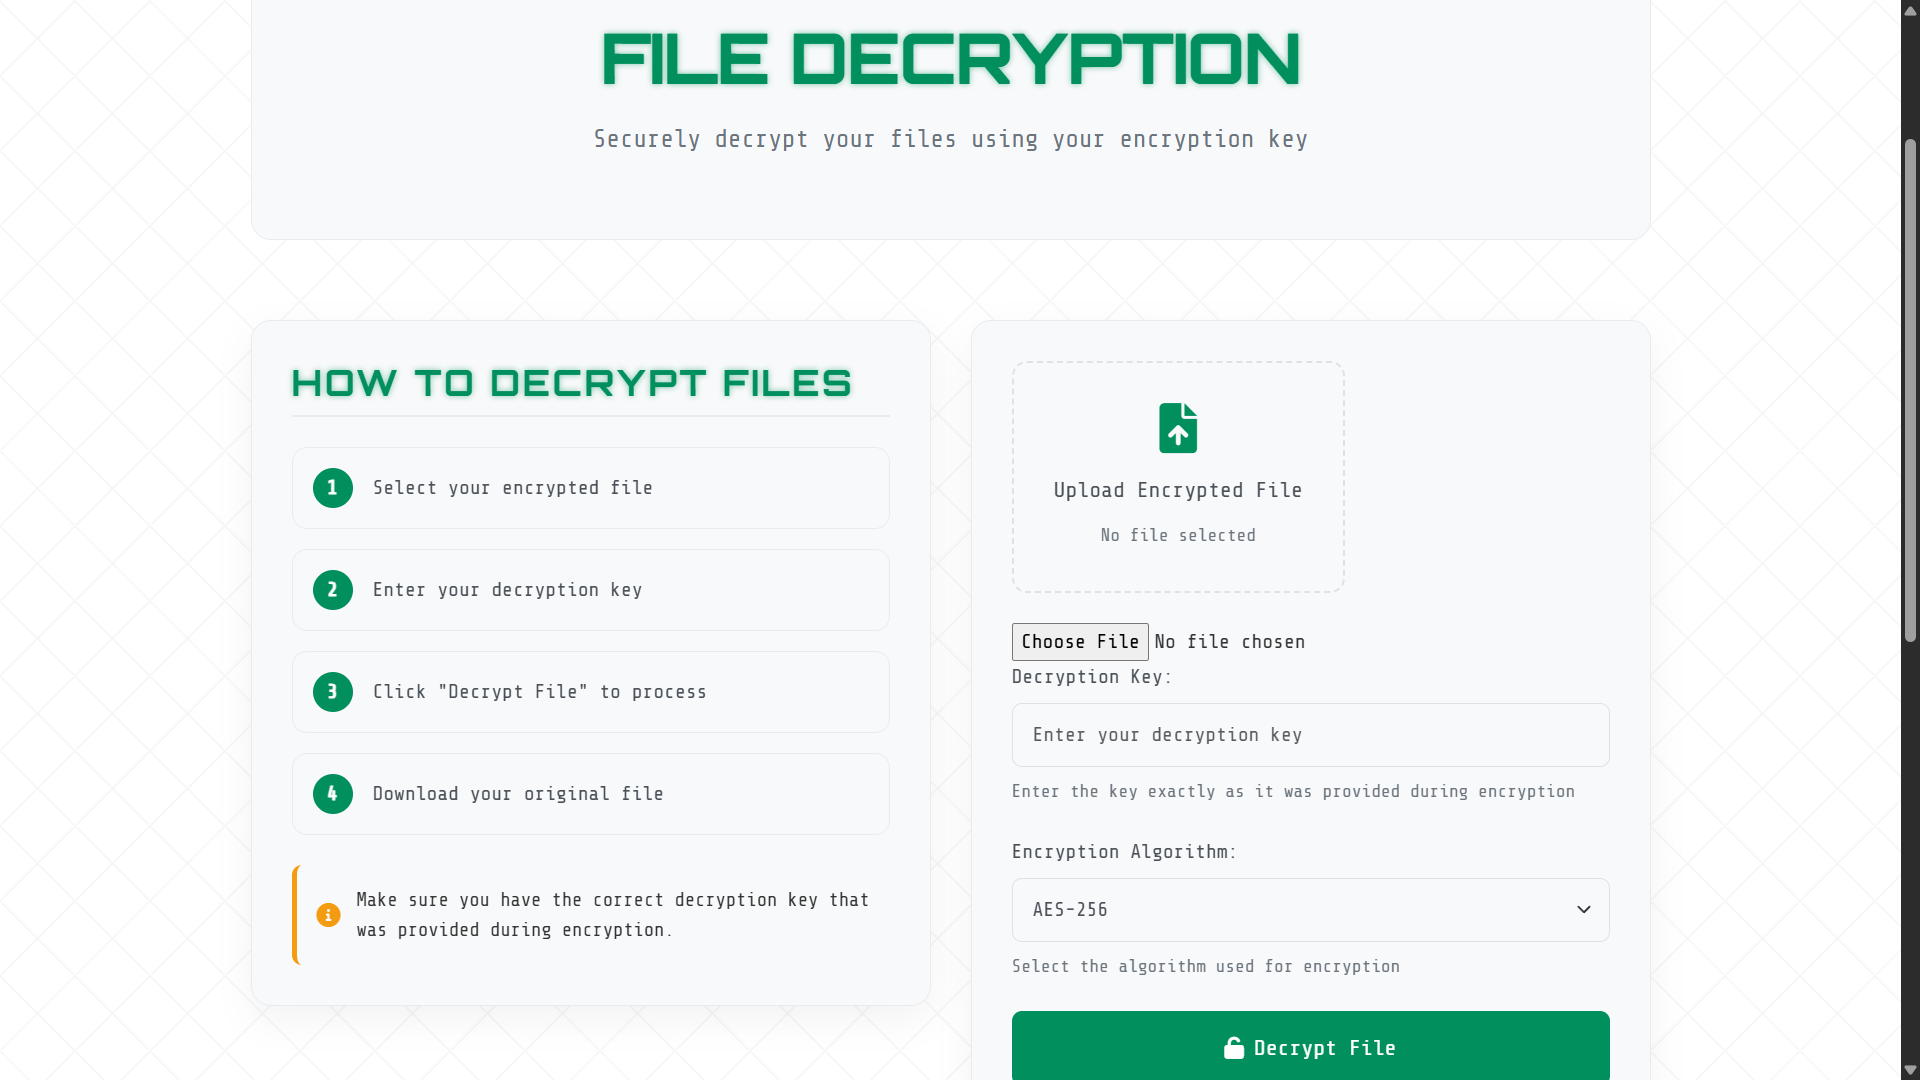 FILE DECRYPTION
Securely decrypt your files using your encryption key
HOW TO DECRYPT FILES
1 Select your encrypted file
2 Enter your decryption key
3 Click "Decrypt File" to process
4 Download your original file
Make sure you have the correct decryption key that
was provided during encryption.
Upload Encrypted File
No file selected
Choose File No file chosen
Decryption Key:
Enter your decryption key
Enter the key exactly as it was provided during encryption
Encryption Algorithm:
AES-256
Select the algorithm used for encryption
Decrypt File